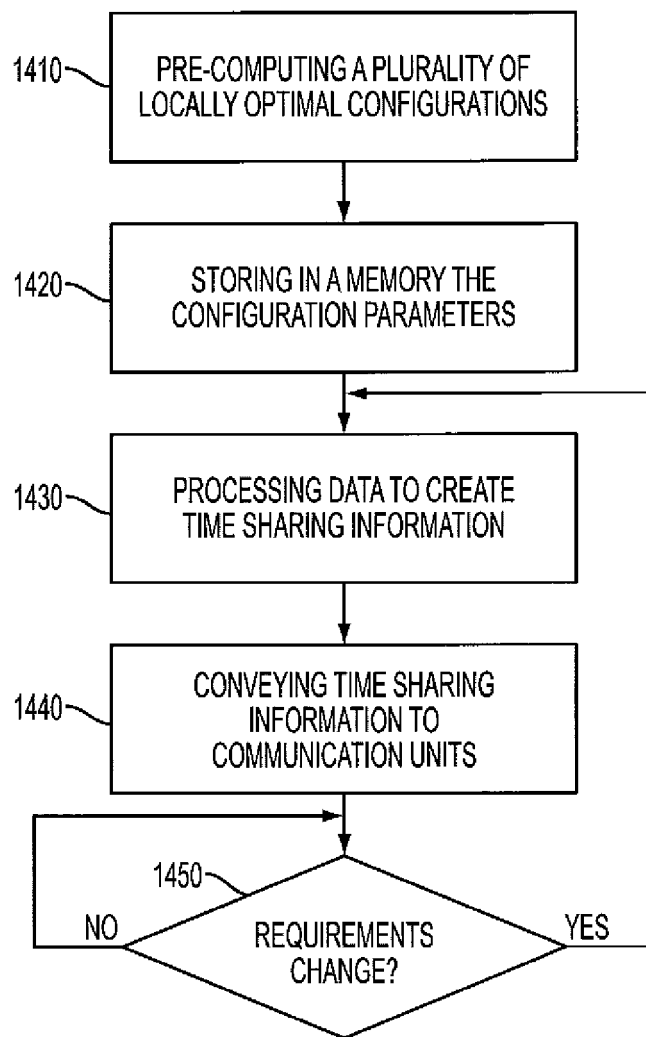 1410
PRE-COMPUTING A PLURALITY OF
LOCALLY OPTIMAL CONFIGURATIONS
1420
STORING IN A MEMORY THE
CONFIGURATION PARAMETERS
1430
PROCESSING DATA TO CREATE
TIME SHARING INFORMATION
1440
CONVEYING TIME SHARING
INFORMATION TO
COMMUNICATION UNITS
1450
NO
REQUIREMENTS
CHANGE?
YES